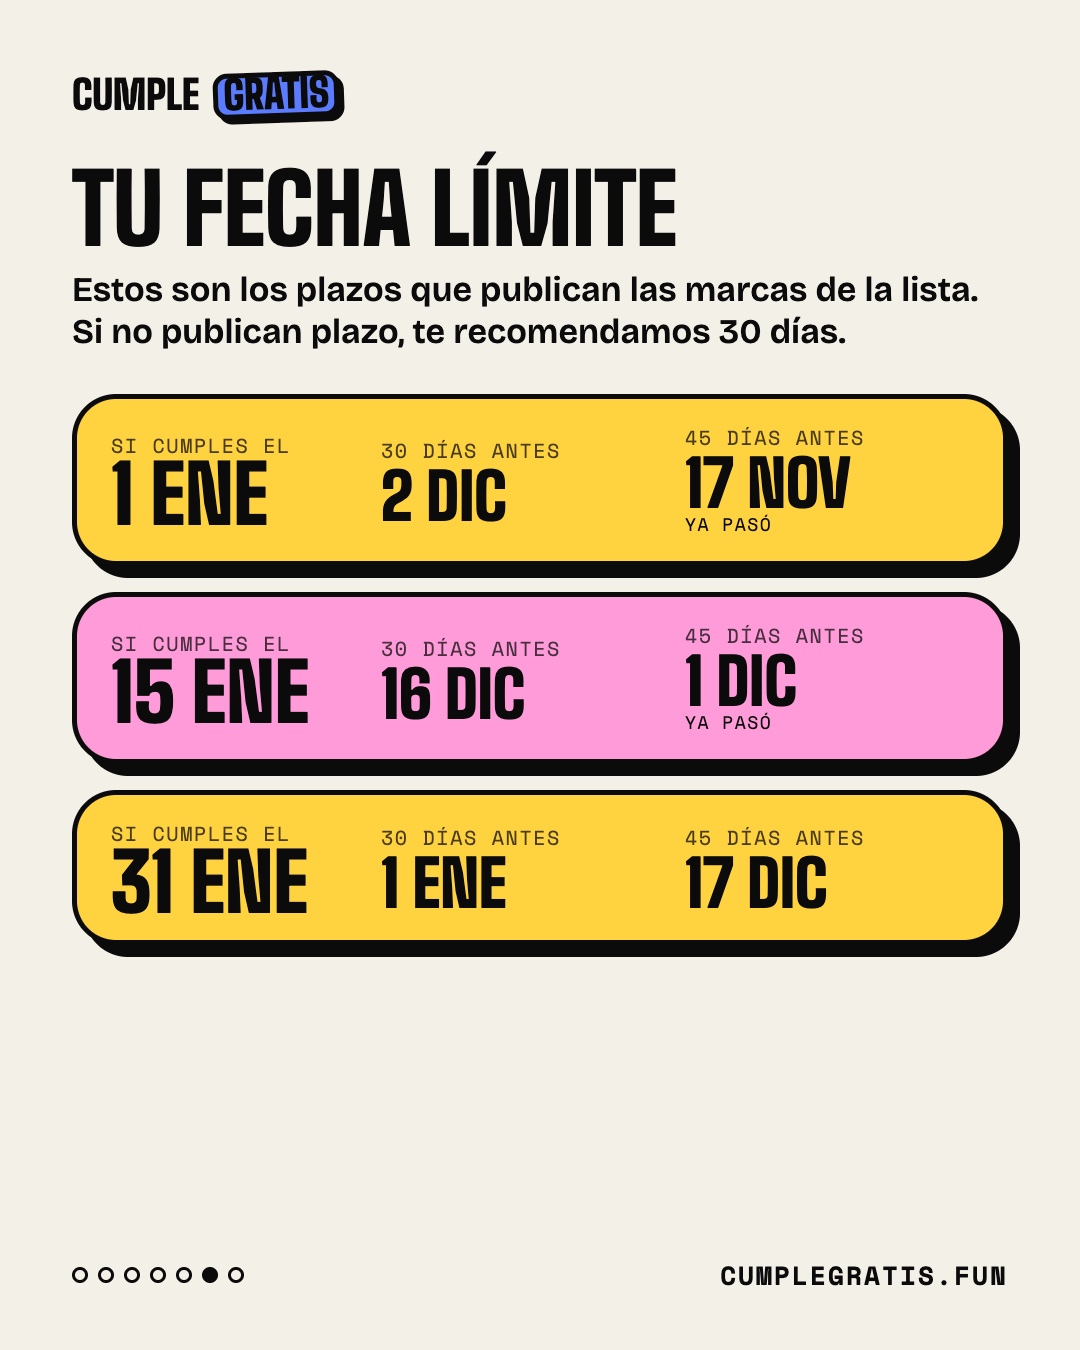 CUMPLE GRATIS
TU FECHA LÍMITE
Estos son los plazos que publican las marcas de la lista.
Si no publican plazo, te recomendamos 30 días.
SI CUMPLES EL
1 ENE
30 DÍAS ANTES
2 DIC
45 DÍAS ANTES
17 NOV
YA PASÓ
SI CUMPLES EL
15 ENE
30 DÍAS ANTES
16 DIC
45 DÍAS ANTES
1 DIC
YA PASÓ
SI CUMPLES EL
31 ENE
30 DÍAS ANTES
1 ENE
45 DÍAS ANTES
17 DIC
CUMPLEGRATIS.FUN